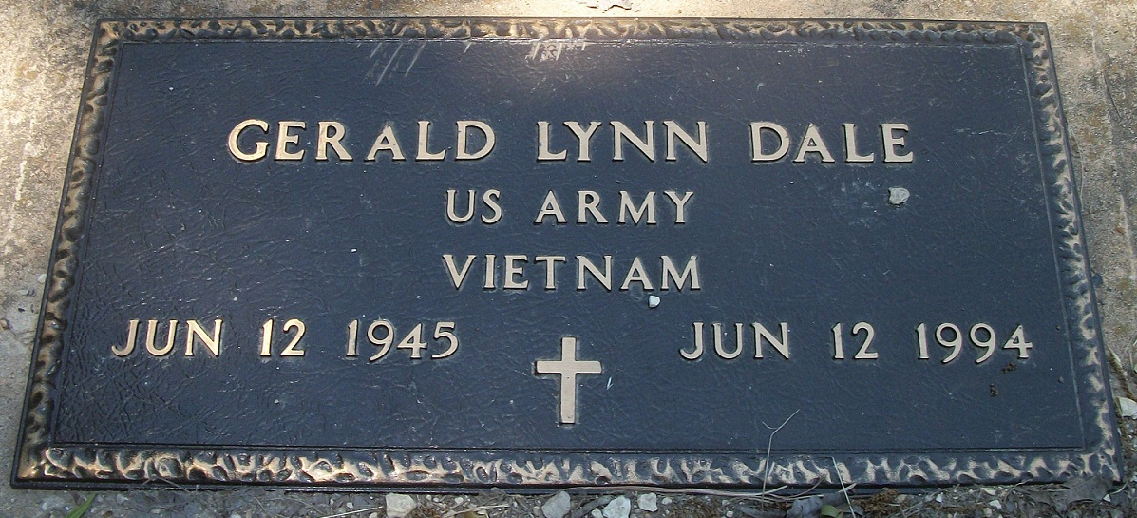 GERALD LYNN DALE
US ARMY
VIETNAM
JUN 12 1945 JUN 12 1994